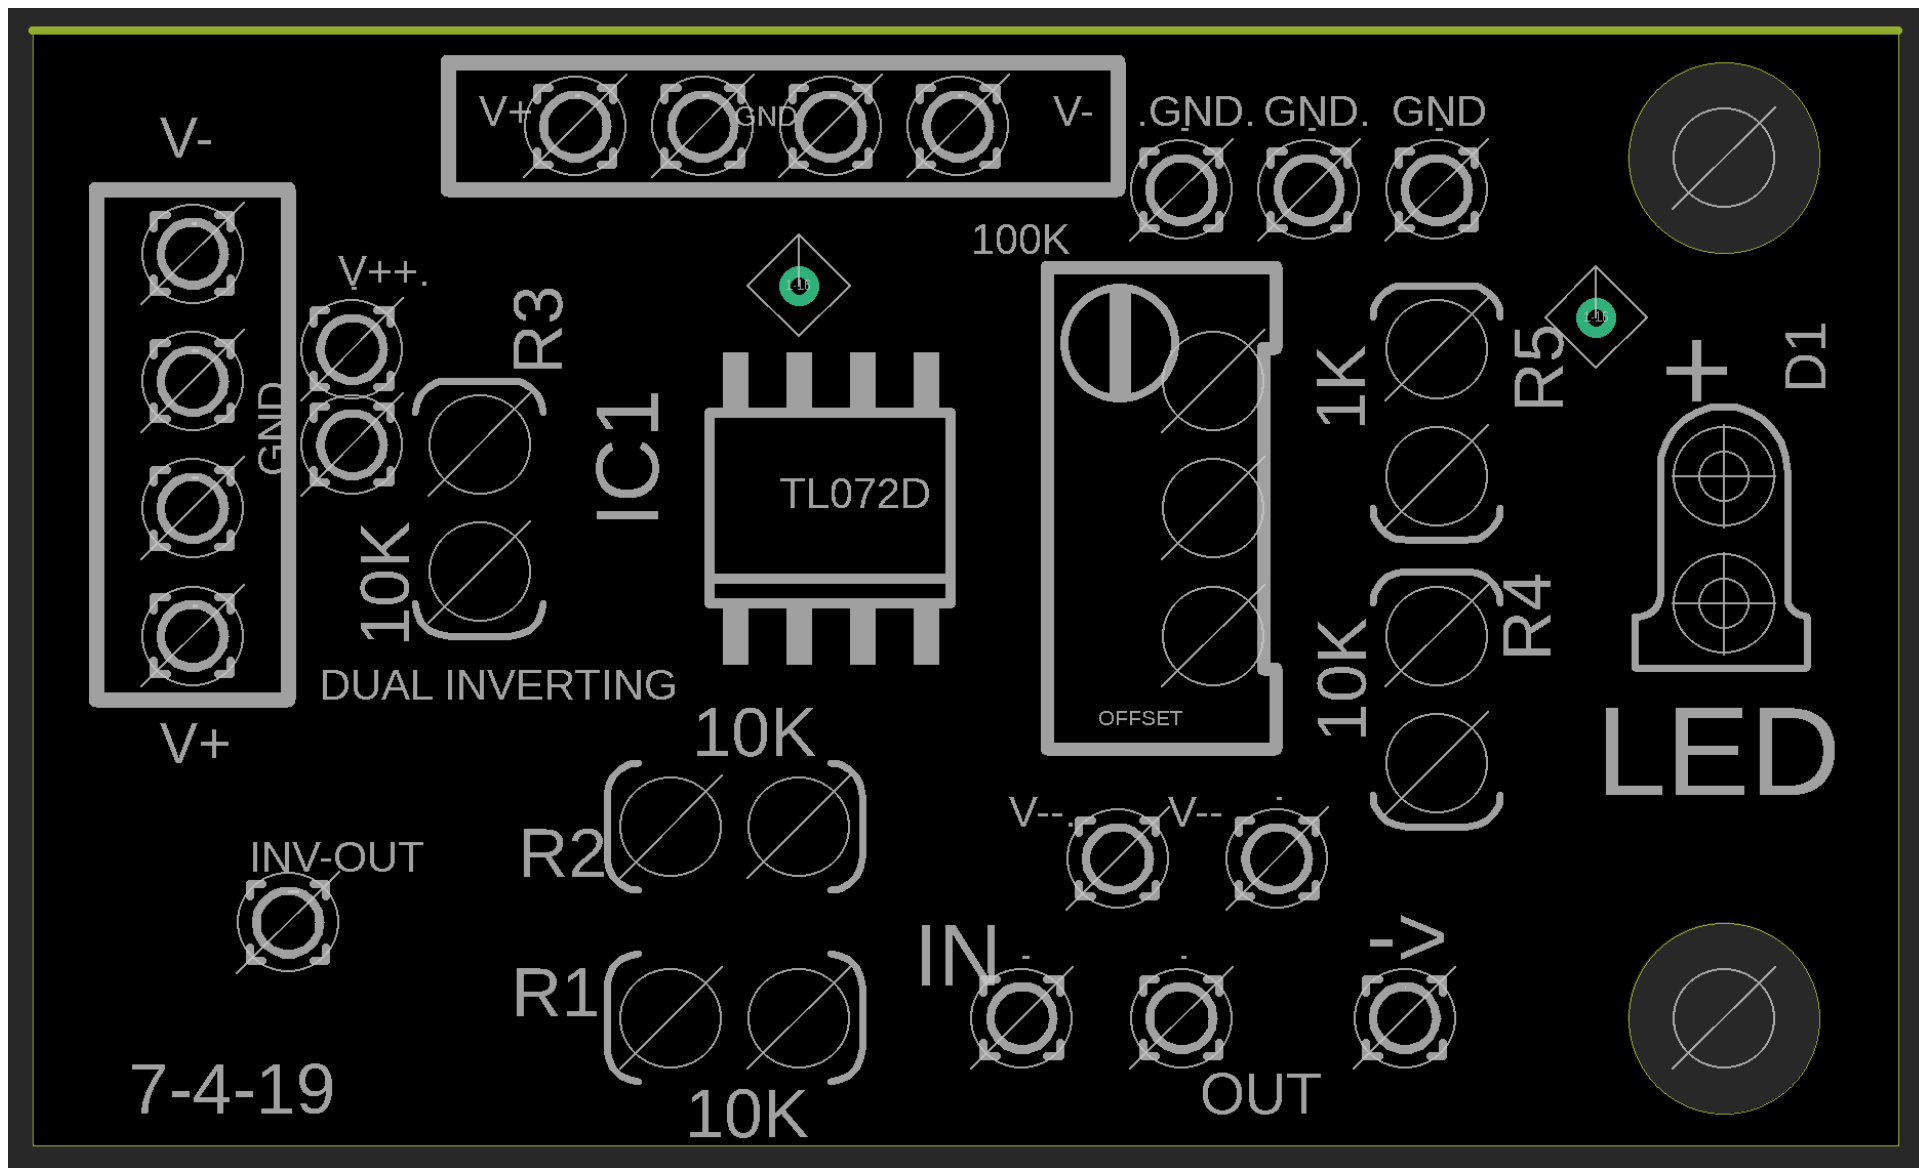 V+
GND
V-
.GND.
GND.
GND
V-
100K
V++.
R3
GND
IC1
TL072D
10K
1K
R5
+
D1
10K
R4
DUAL INVERTING
10K
OFFSET
LED
V+
V--.
V--
R2
INV-OUT
IN
->
R1
OUT
7-4-19
10K